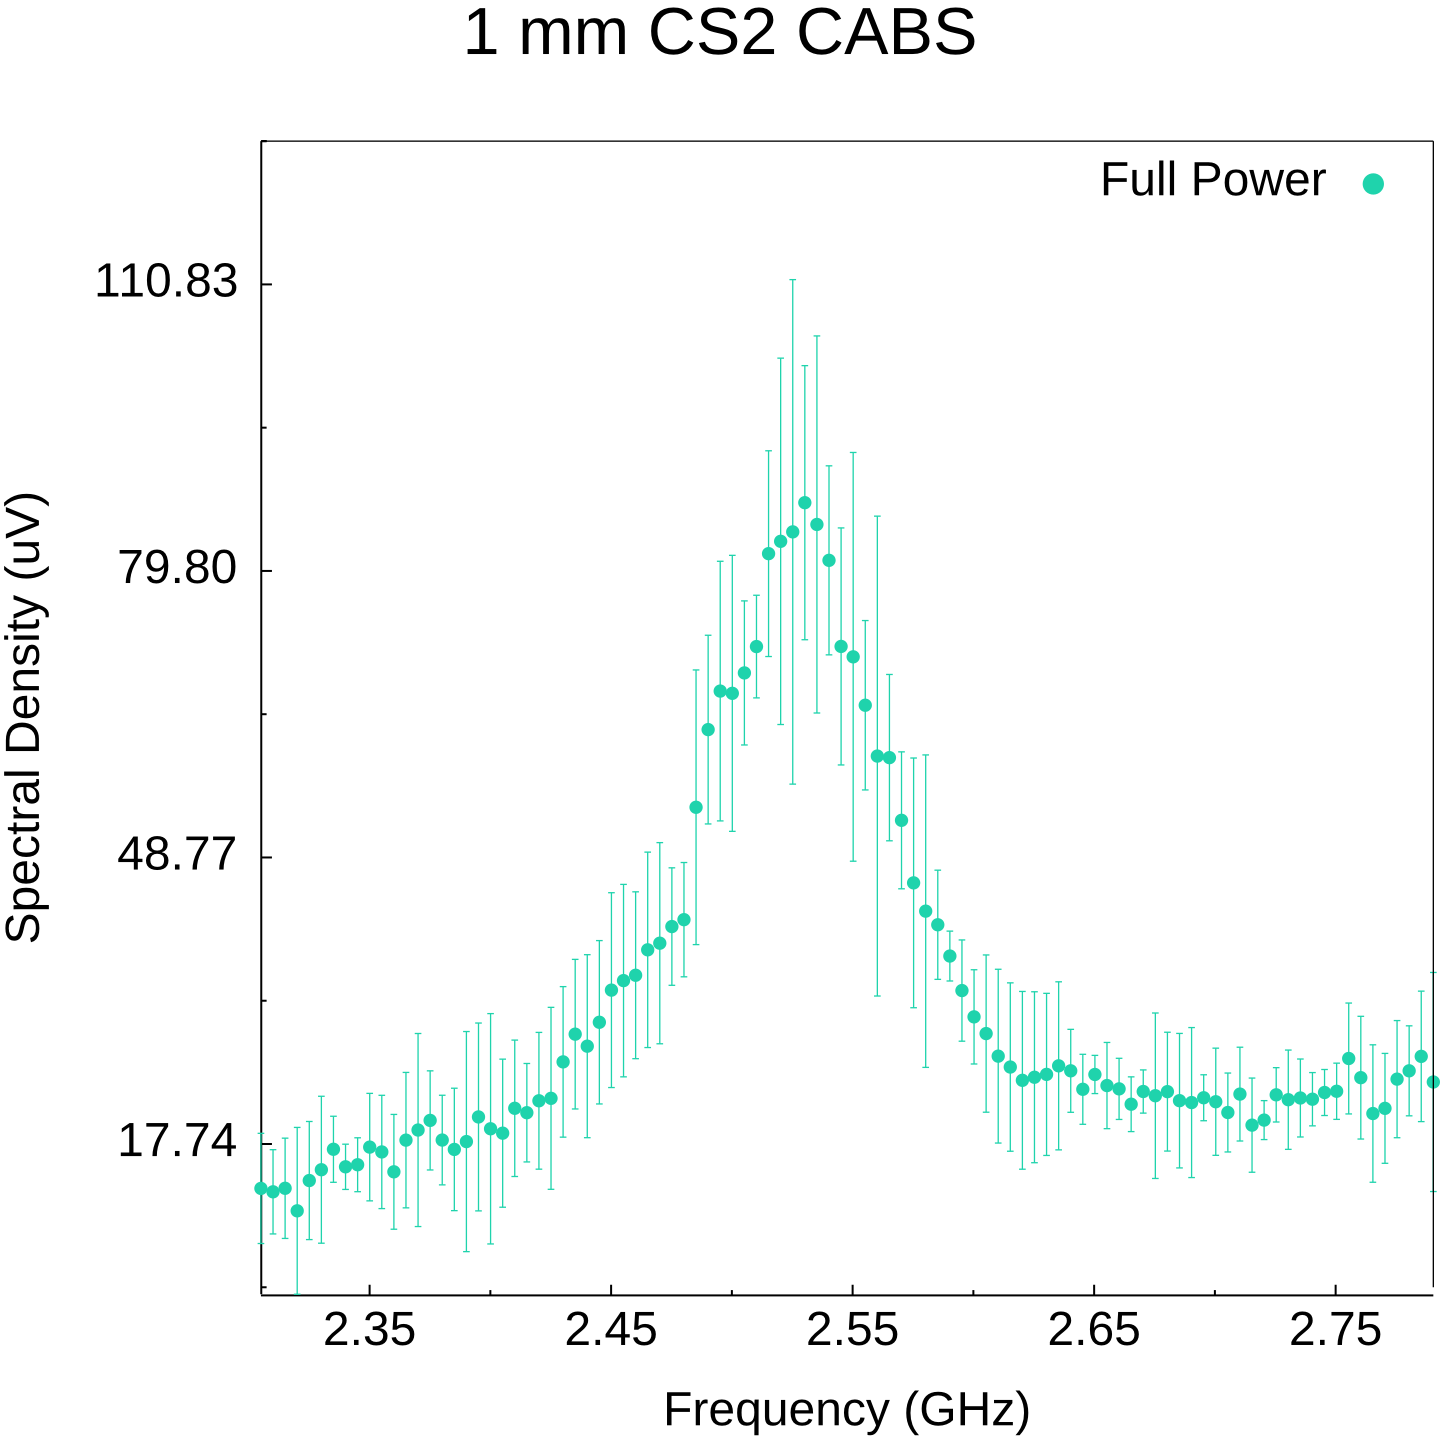 1 mm CS2 CABS
Full Power
110.83
79.80
48.77
17.74
Spectral Density (uV)
2.35 2.45 2.55 2.65 2.75
Frequency (GHz)